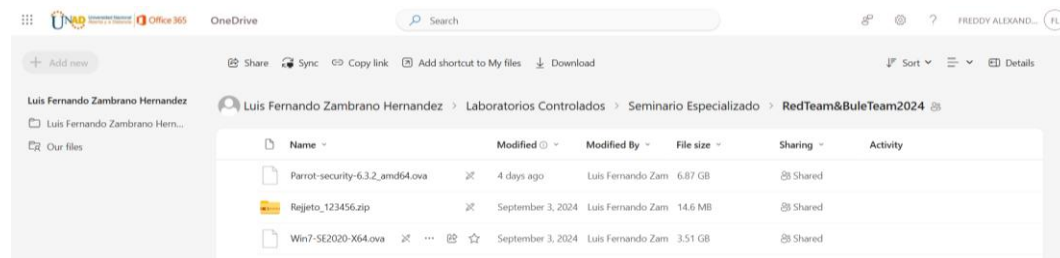 UNAD Universidad Nacional Abierta y a Distancia Office 365 OneDrive Search FREDDY ALEXAND... FL
Add new Share Sync Copy link Add shortcut to My files Download Sort Details
Luis Fernando Zambrano Hernandez
Luis Fernando Zambrano Hern...
Our files
Luis Fernando Zambrano Hernandez > Laboratorios Controlados > Seminario Especializado > RedTeam&BuleTeam2024
Name Modified Modified By File size Sharing Activity
Parrot-security-6.3.2_amd64.ova 4 days ago Luis Fernando Zam 6.87 GB Shared
Rejjeto_123456.zip September 3, 2024 Luis Fernando Zam 14.6 MB Shared
Win7-SE2020-X64.ova September 3, 2024 Luis Fernando Zam 3.51 GB Shared